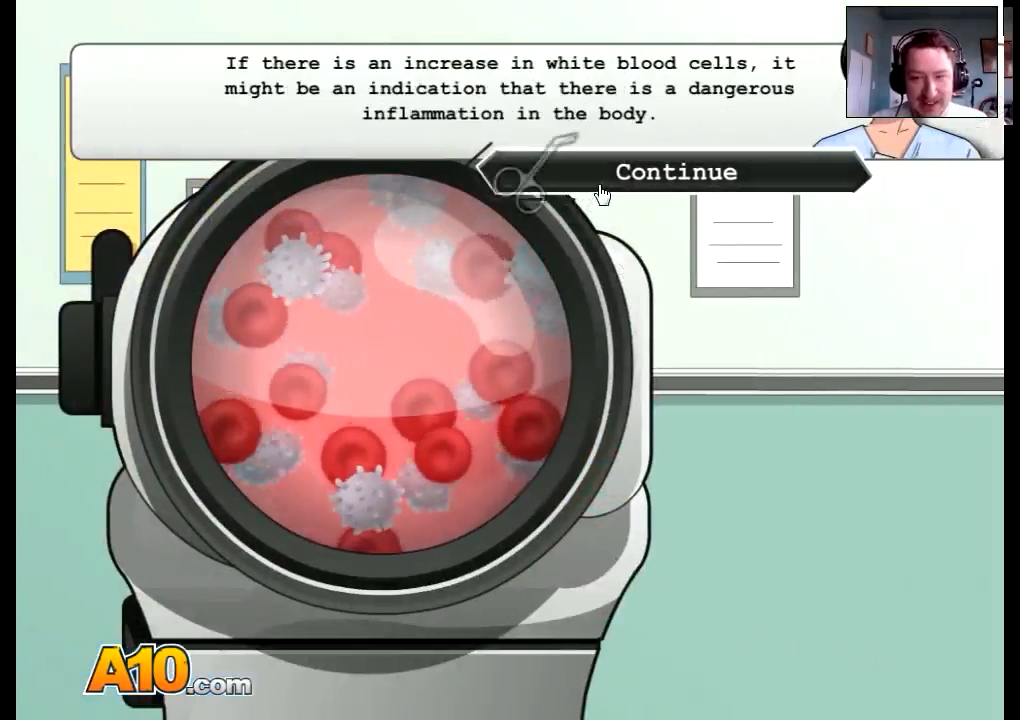 If there is an increase in white blood cells, it
might be an indication that there is a dangerous
inflammation in the body.
Continue
A10.com